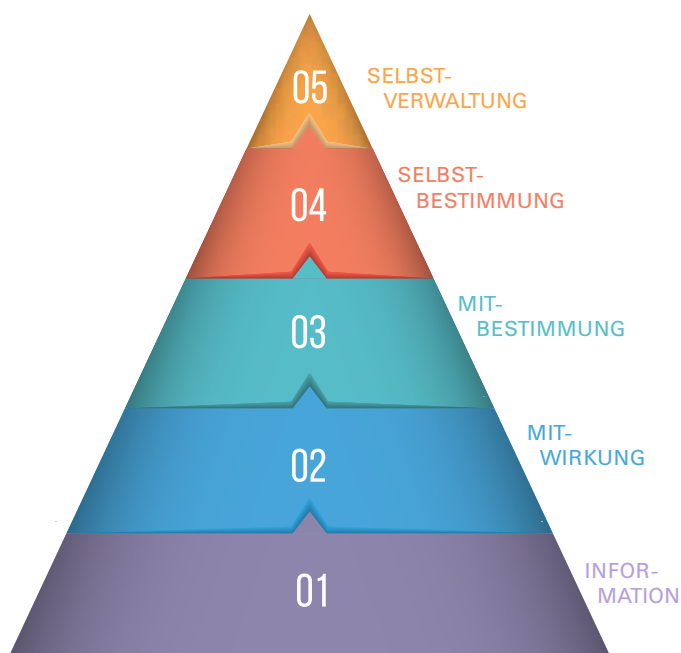 05
SELBST-
VERWALTUNG
04
SELBST-
BESTIMMUNG
03
MIT-
BESTIMMUNG
02
MIT-
WIRKUNG
01
INFOR-
MATION